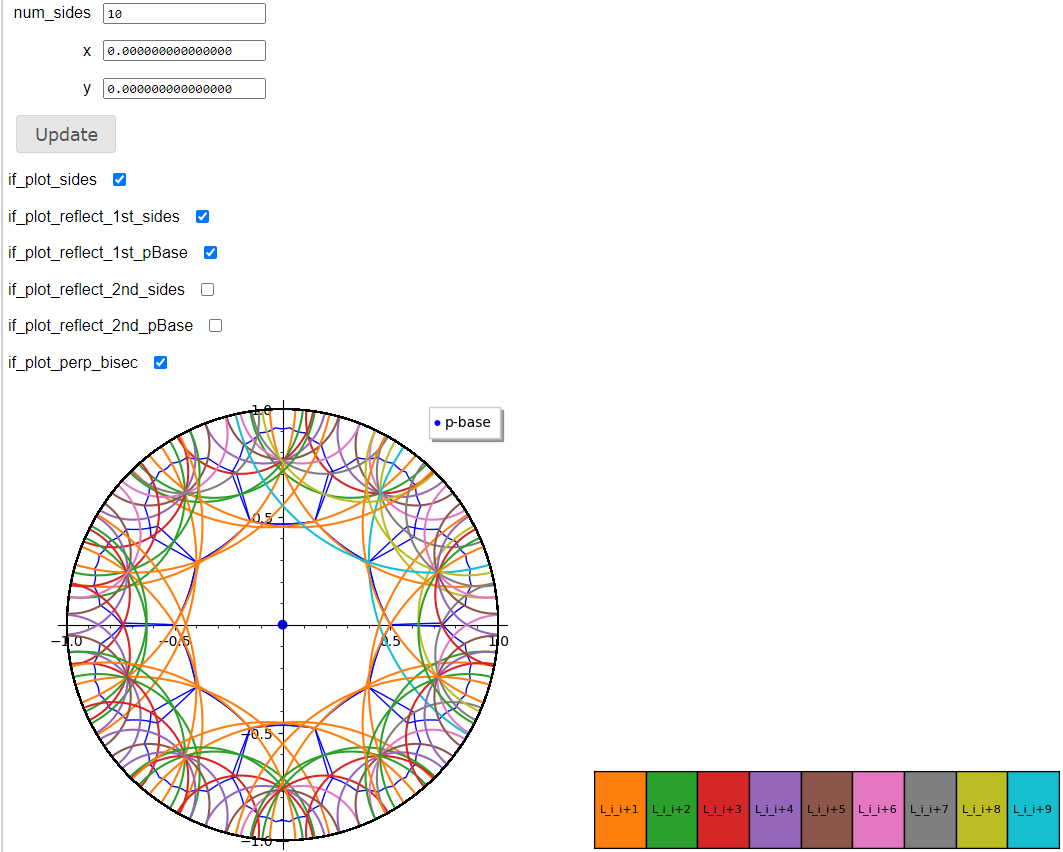 num_sides 10
x 0.000000000000000
y 0.000000000000000
Update
if_plot_sides
if_plot_reflect_1st_sides
if_plot_reflect_1st_pBase
if_plot_reflect_2nd_sides
if_plot_reflect_2nd_pBase
if_plot_perp_bisec
1.0
p-base
0.5
−1.0 −0.5 0.5 1.0
−0.5
−1.0
L_i_i+1 L_i_i+2 L_i_i+3 L_i_i+4 L_i_i+5 L_i_i+6 L_i_i+7 L_i_i+8 L_i_i+9